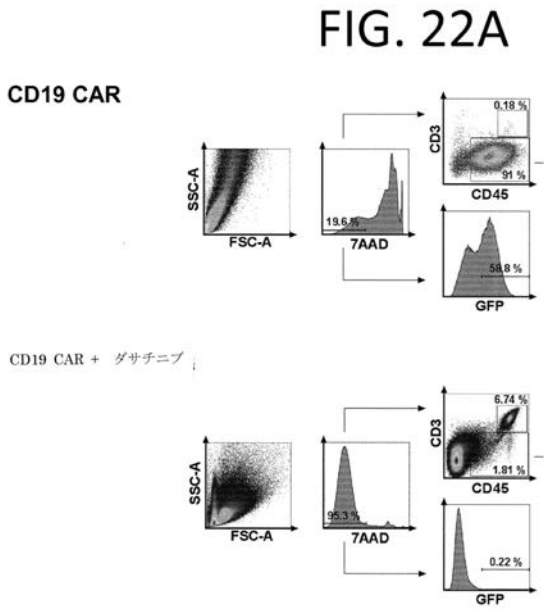 FIG. 22A
CD19 CAR
SSC-A
FSC-A
19.6 %
7AAD
CD3
0.18 %
91 %
CD45
58.8 %
GFP
CD19 CAR + ダサチニブ ;
SSC-A
FSC-A
95.3 %
7AAD
CD3
6.74 %
1.81 %
CD45
0.22 %
GFP